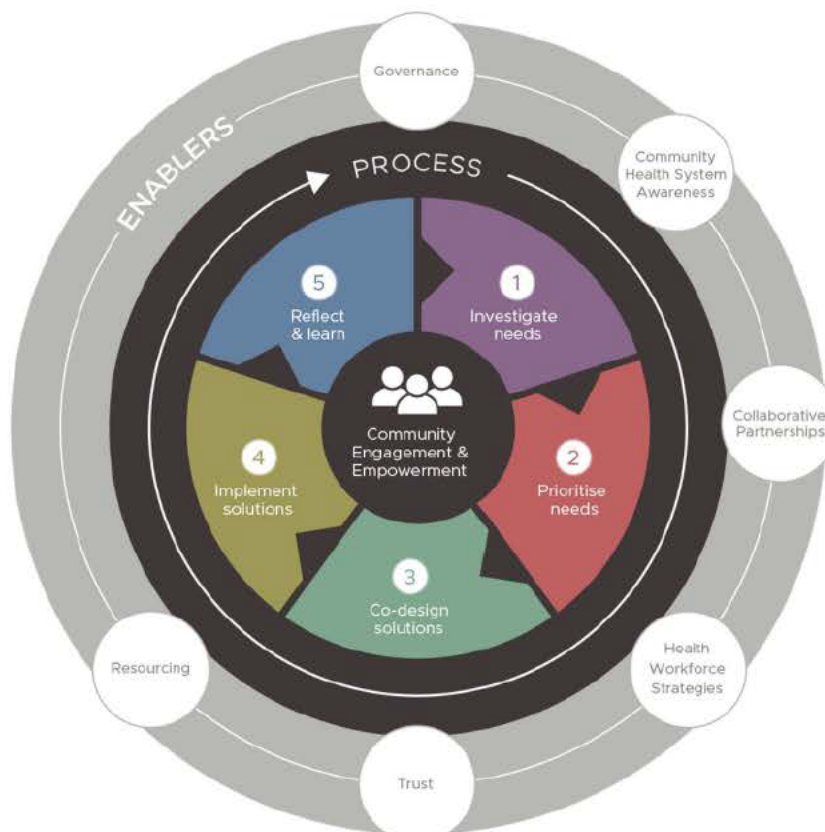 Governance
ENABLERS
PROCESS
Community
Health System
Awareness
5
Reflect
& learn
1
Investigate
needs
Community
Engagement &
Empowerment
Collaborative
Partnerships
4
Implement
solutions
2
Prioritise
needs
3
Co-design
solutions
Resourcing
Health
Workforce
Strategies
Trust